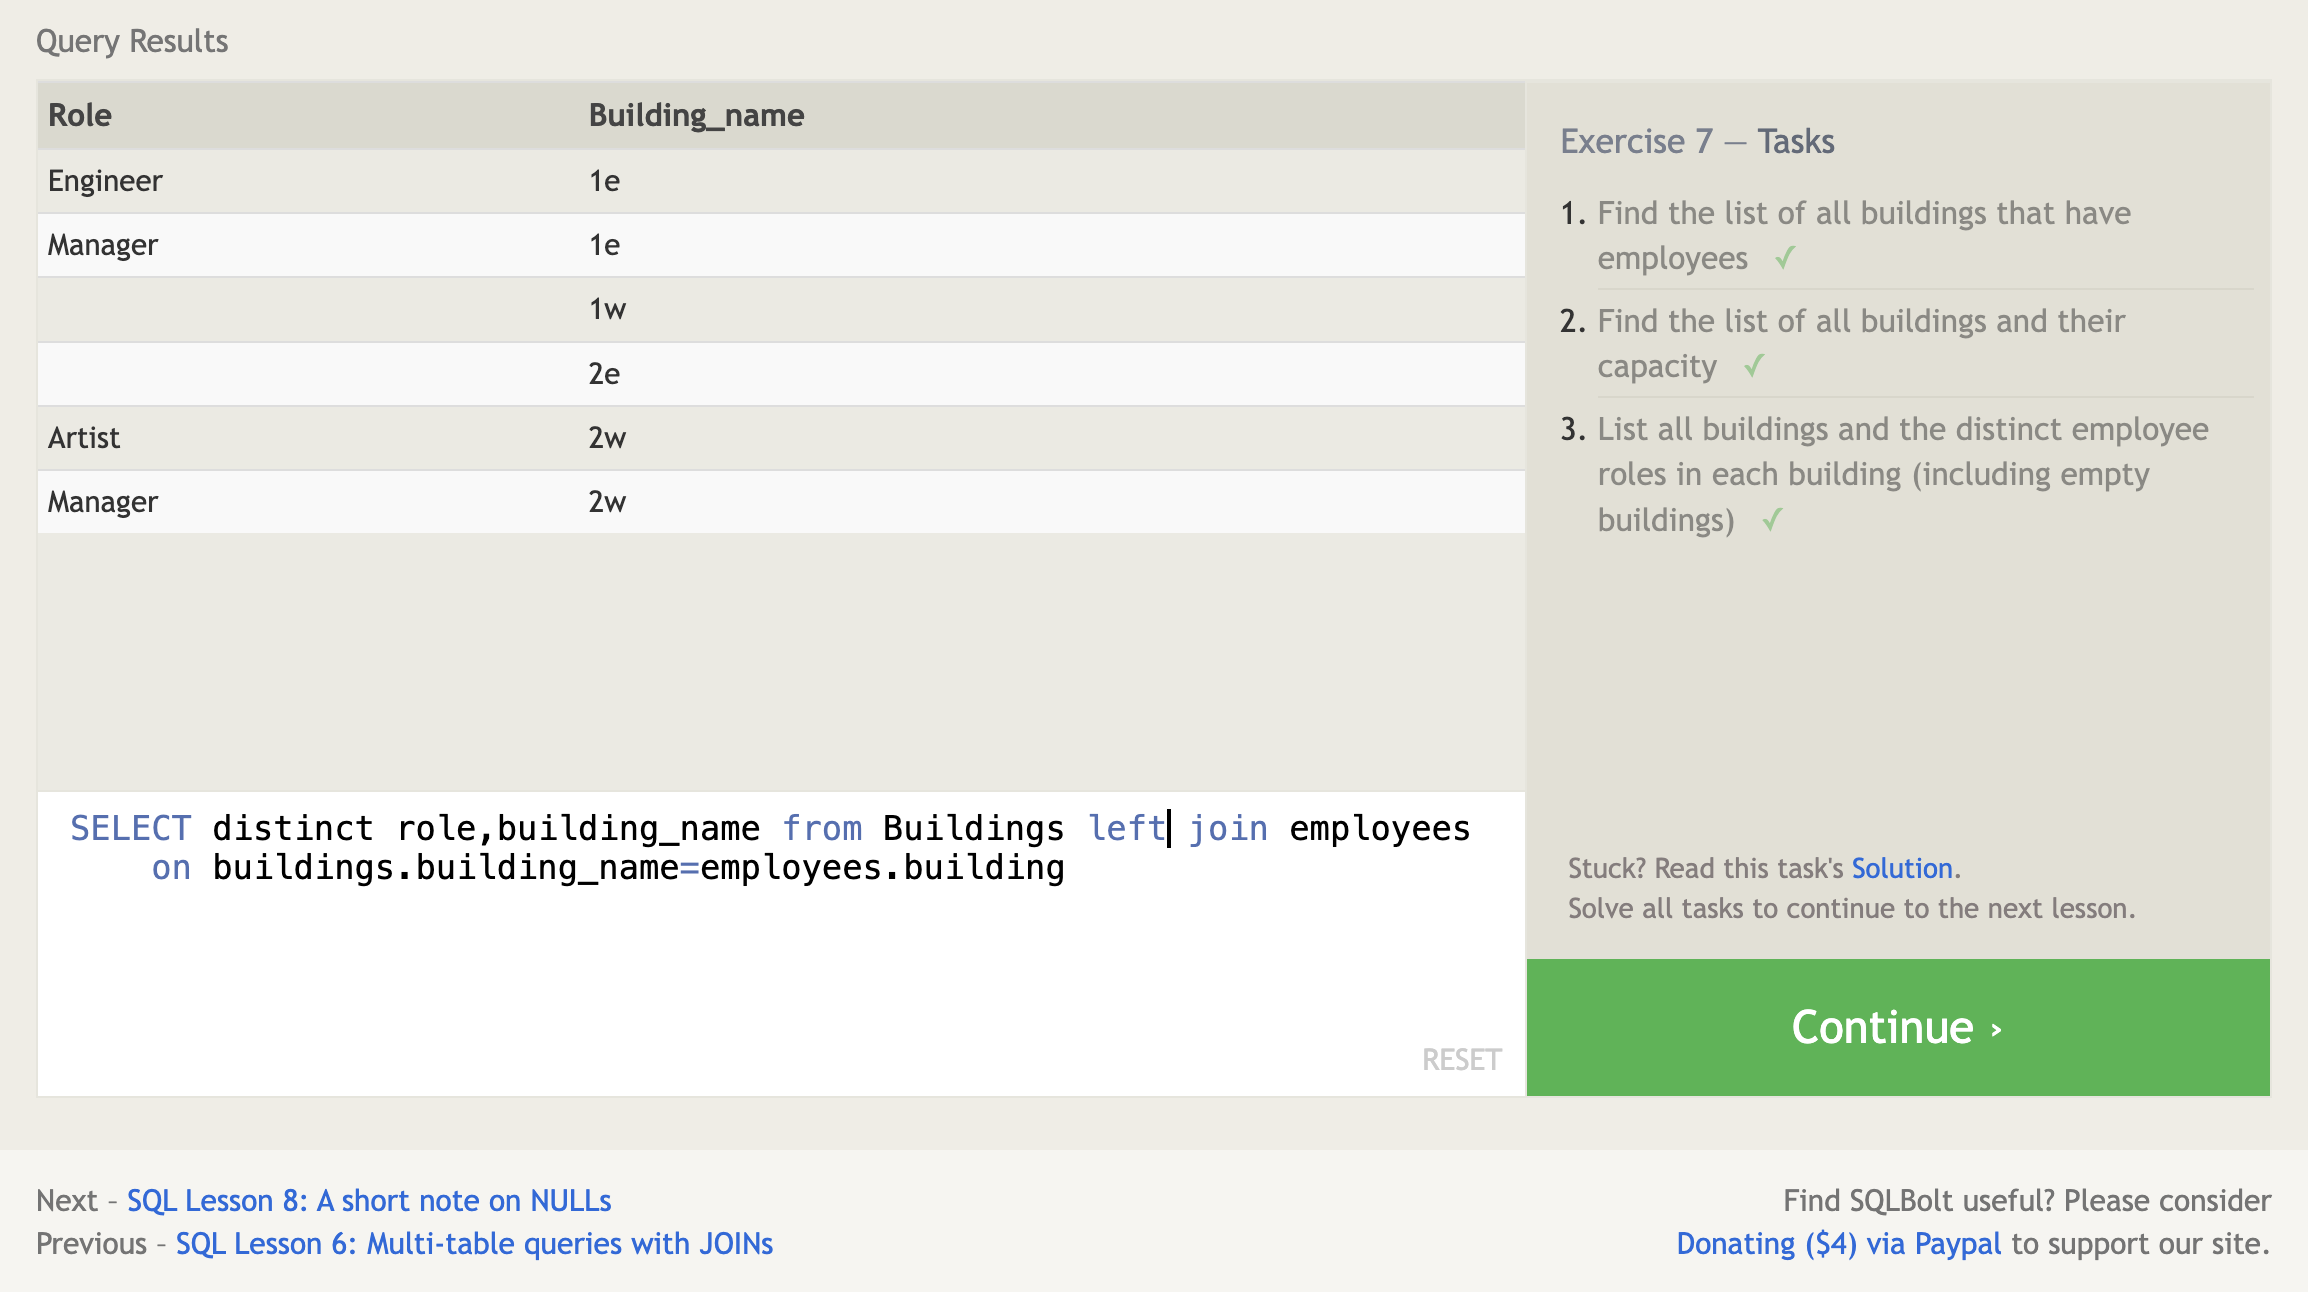 Query Results
Role Building_name
Engineer 1e
Manager 1e
1w
2e
Artist 2w
Manager 2w
SELECT distinct role,building_name from Buildings left join employees
on buildings.building_name=employees.building
RESET
Exercise 7 — Tasks
1. Find the list of all buildings that have
employees ✓
2. Find the list of all buildings and their
capacity ✓
3. List all buildings and the distinct employee
roles in each building (including empty
buildings) ✓
Stuck? Read this task's Solution.
Solve all tasks to continue to the next lesson.
Continue ›
Next – SQL Lesson 8: A short note on NULLs
Previous – SQL Lesson 6: Multi-table queries with JOINs
Find SQLBolt useful? Please consider
Donating ($4) via Paypal to support our site.